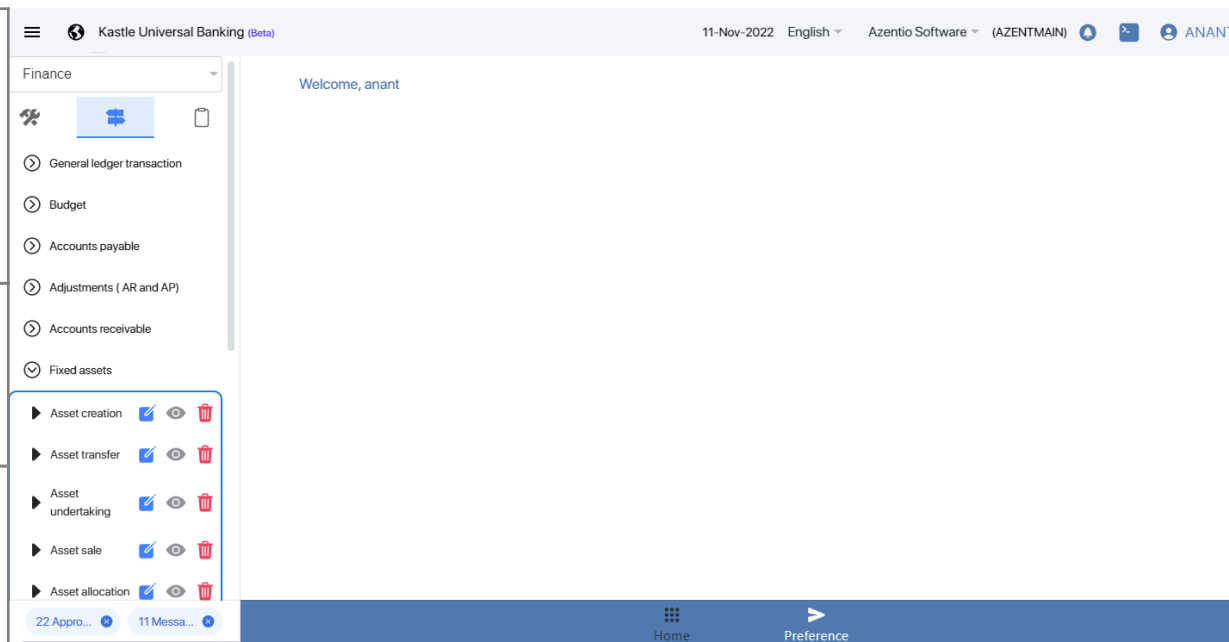 Kastle Universal Banking (Beta)
11-Nov-2022 English Azentio Software (AZENTMAIN) ANANT
Finance
Welcome, anant
General ledger transaction
Budget
Accounts payable
Adjustments ( AR and AP)
Accounts receivable
Fixed assets
Asset creation
Asset transfer
Asset
undertaking
Asset sale
Asset allocation
22 Appro... 11 Messa...
Home Preference